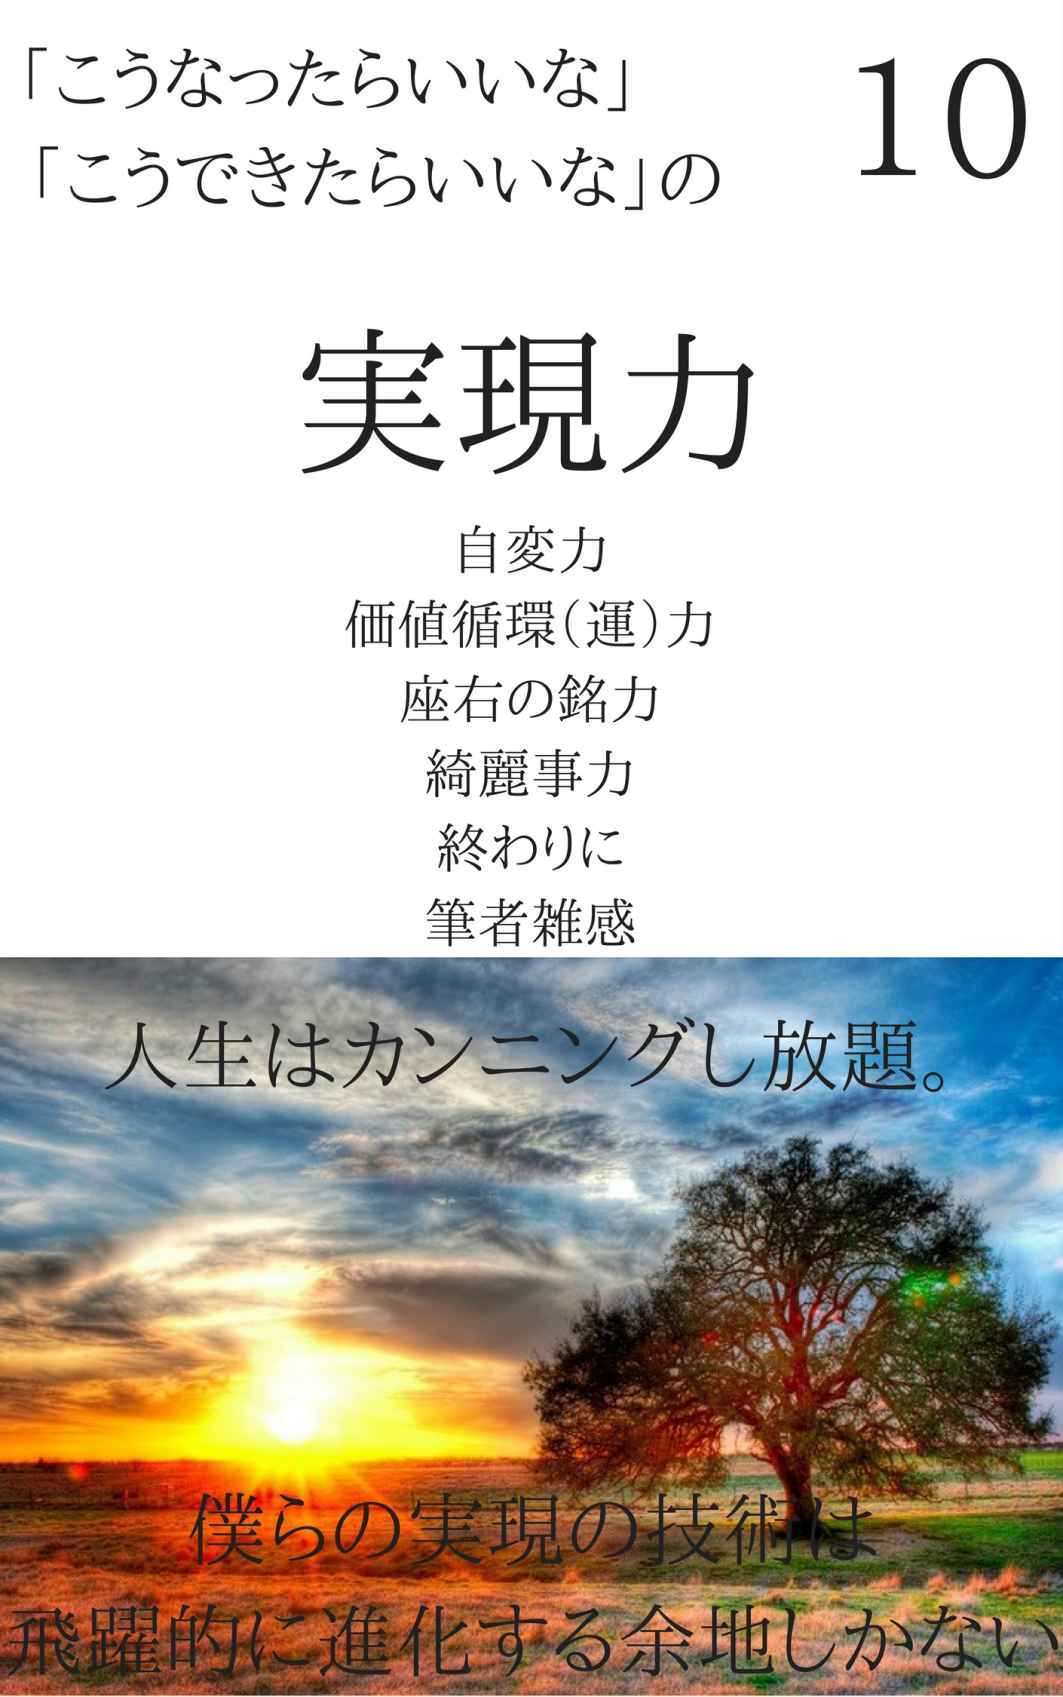 「こうなったらいいな」
10
「こうできたらいいな」の
実現力
自変力
価値循環（運）力
座右の銘力
綺麗事力
終わりに
筆者雑感
人生はカンニングし放題。
僕らの実現の技術は
飛躍的に進化する余地しかない